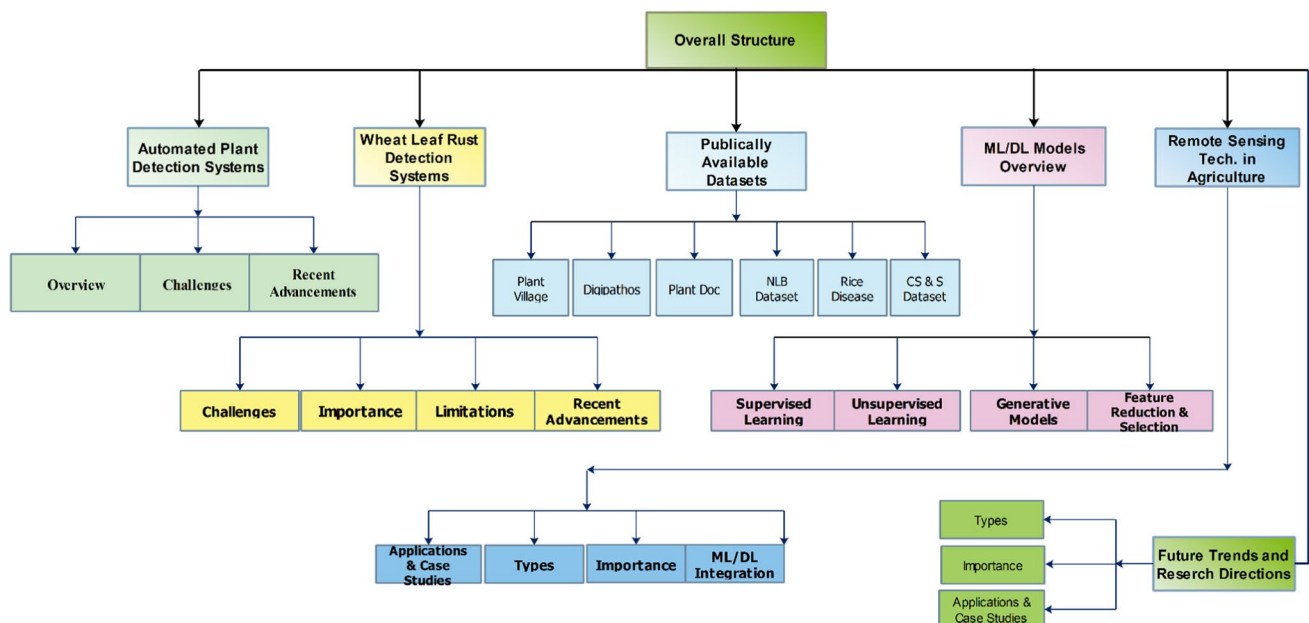 Overall Structure
Automated Plant
Detection Systems
Wheat Leaf Rust
Detection
Systems
Publically
Available
Datasets
ML/DL Models
Overview
Remote Sensing
Tech. in
Agriculture
Overview
Challenges
Recent
Advancements
Plant
Village
Digipathos
Plant Doc
NLB
Dataset
Rice
Disease
CS & S
Dataset
Challenges
Importance
Limitations
Recent
Advancements
Supervised
Learning
Unsupervised
Learning
Generative
Models
Feature
Reduction &
Selection
Applications
& Case
Studies
Types
Importance
ML/DL
Integration
Types
Importance
Applications &
Case Studies
Future Trends and
Reserch Directions